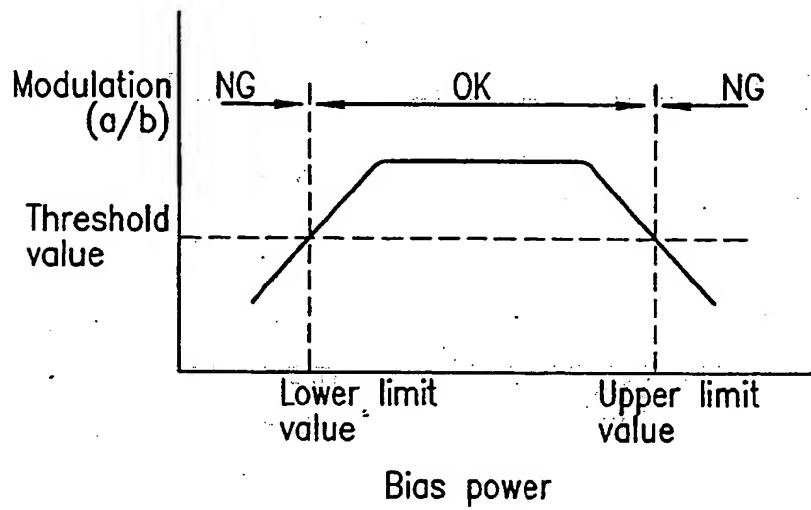 Modulation
(a/b)
NG
OK
NG
Threshold
value
Lower limit
value
Upper limit
value
Bias power